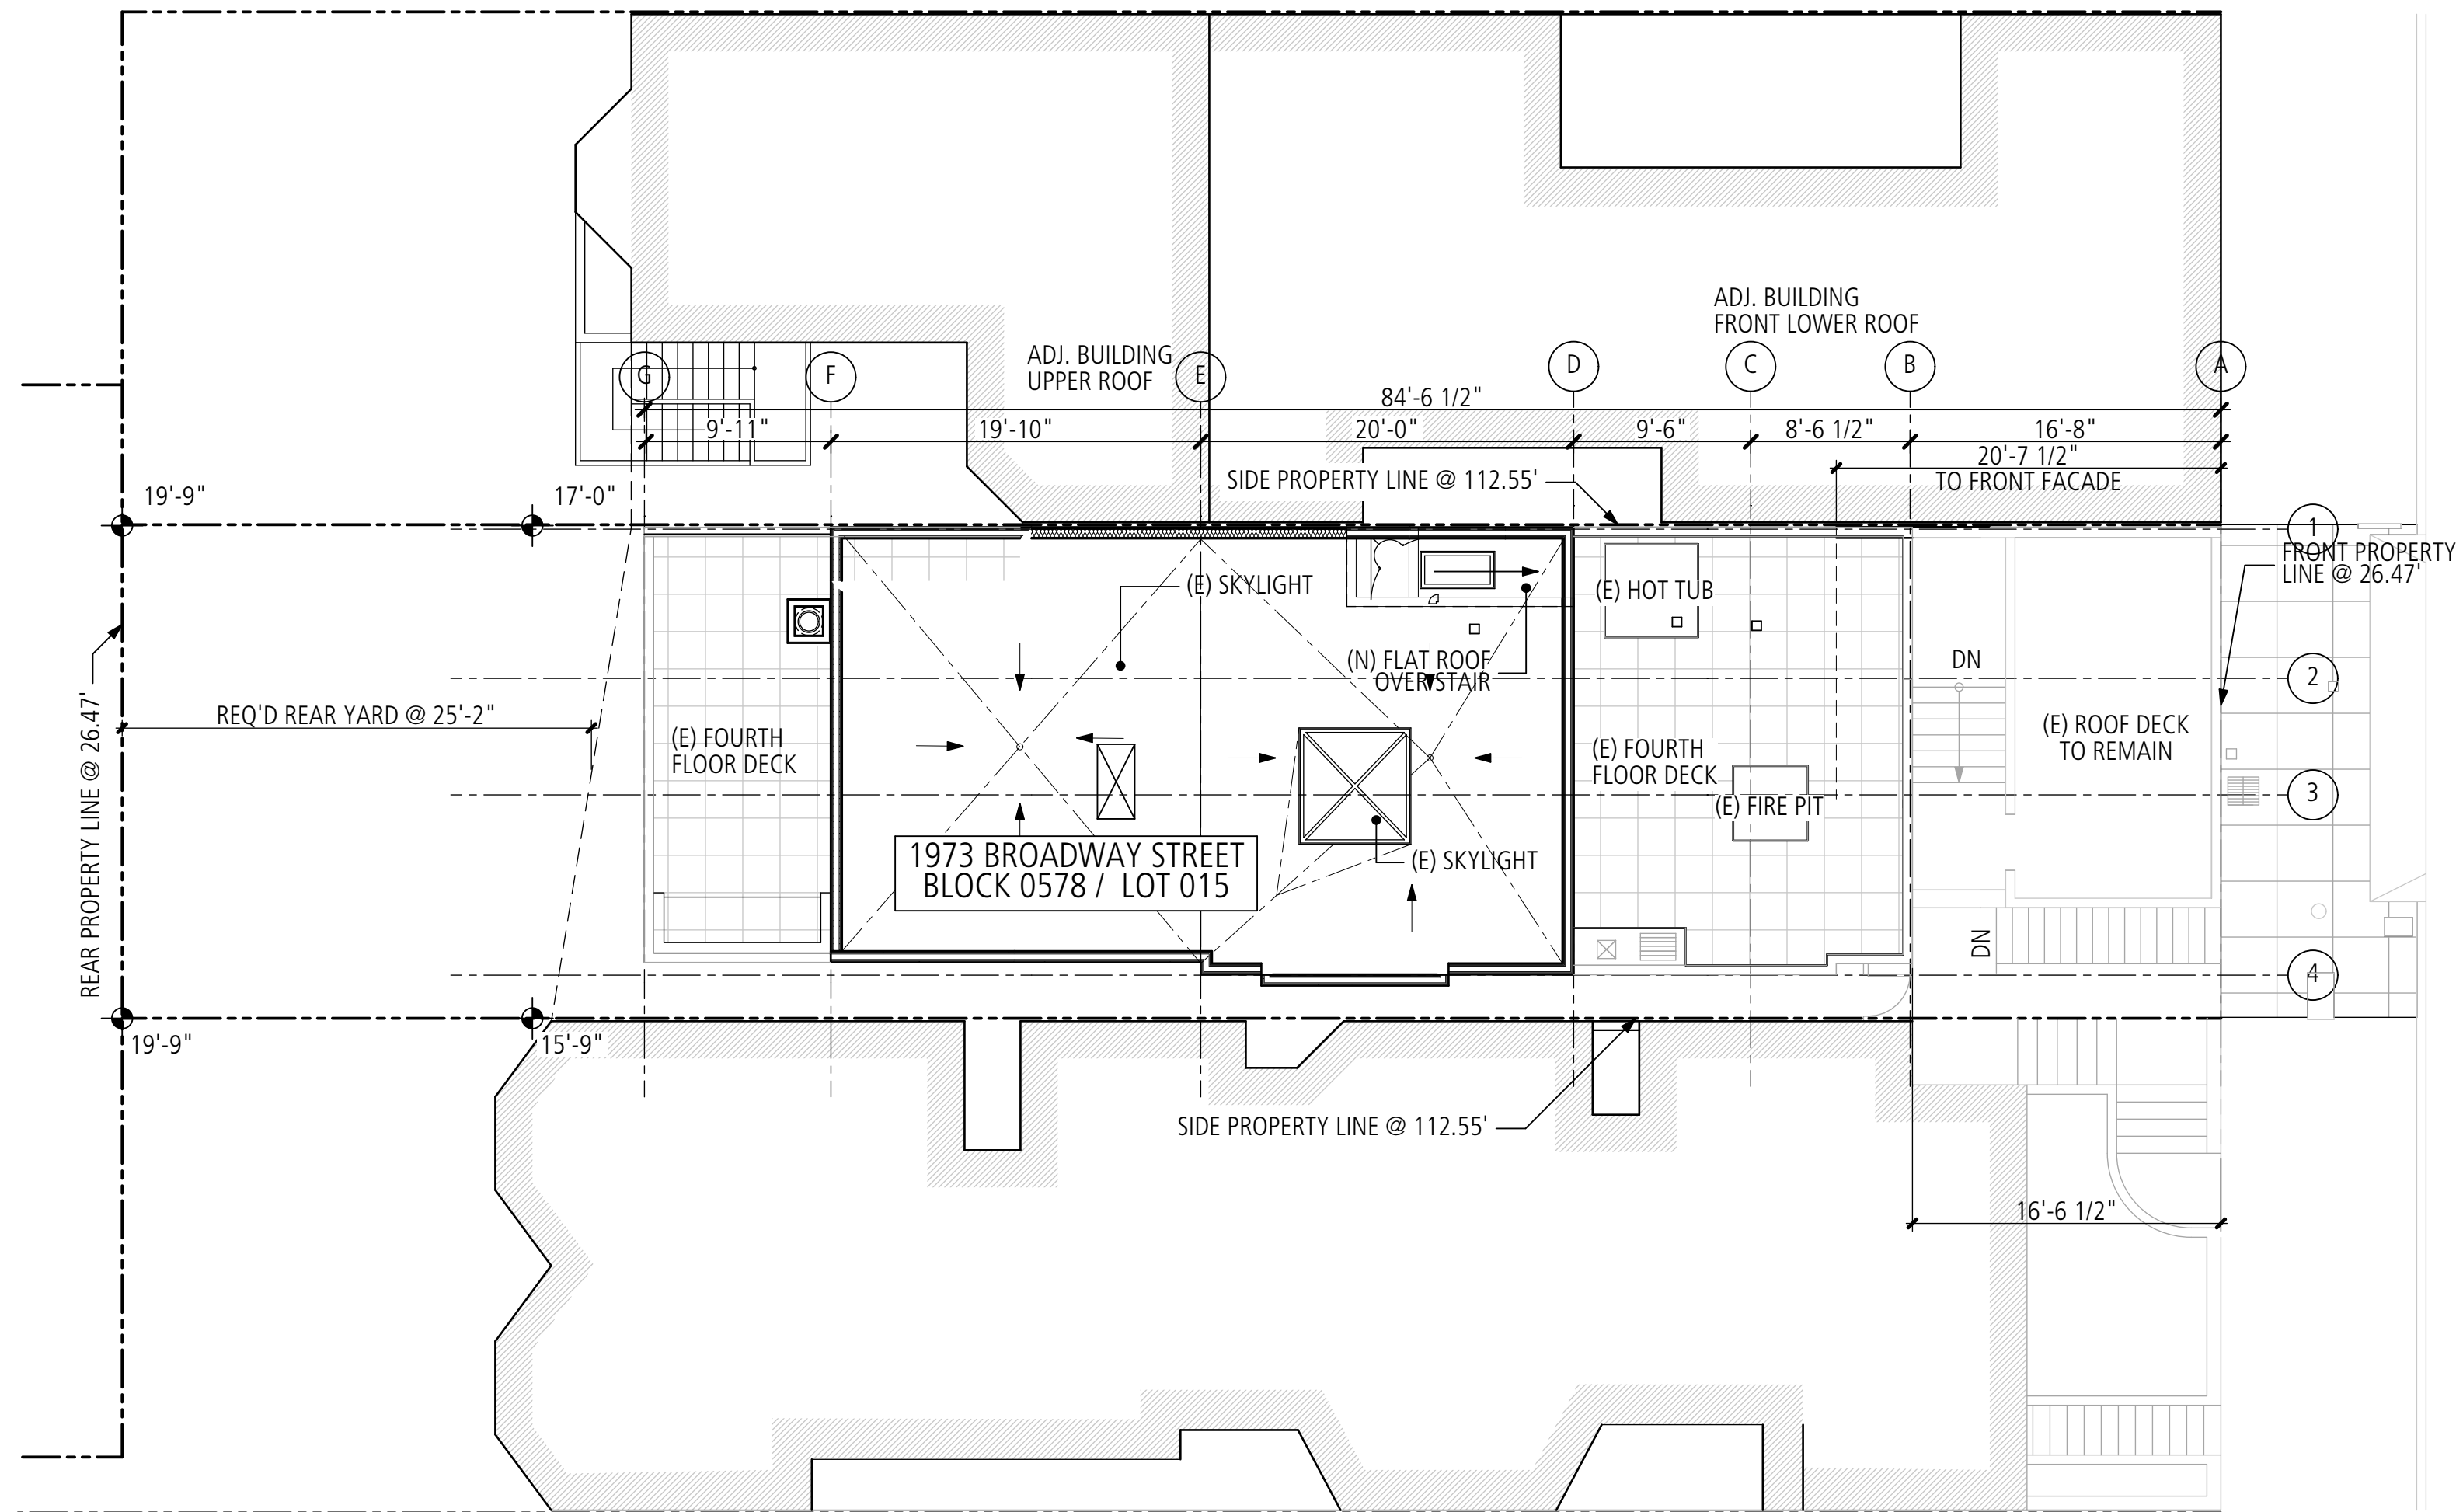 ADJ. BUILDING
FRONT LOWER ROOF
ADJ. BUILDING
UPPER ROOF
G
F
E
D
C
B
A
84'-6 1/2"
9'-11"
19'-10"
20'-0"
9'-6"
8'-6 1/2"
16'-8"
20'-7 1/2"
TO FRONT FACADE
SIDE PROPERTY LINE @ 112.55'
19'-9"
17'-0"
1
FRONT PROPERTY
LINE @ 26.47'
(E) SKYLIGHT
(E) HOT TUB
(N) FLAT ROOF
OVER STAIR
DN
2
REAR PROPERTY LINE @ 26.47'
REQ'D REAR YARD @ 25'-2"
(E) FOURTH
FLOOR DECK
(E) FOURTH
FLOOR DECK
(E) ROOF DECK
TO REMAIN
3
(E) FIRE PIT
1973 BROADWAY STREET
BLOCK 0578 / LOT 015
(E) SKYLIGHT
DN
4
19'-9"
15'-9"
SIDE PROPERTY LINE @ 112.55'
16'-6 1/2"